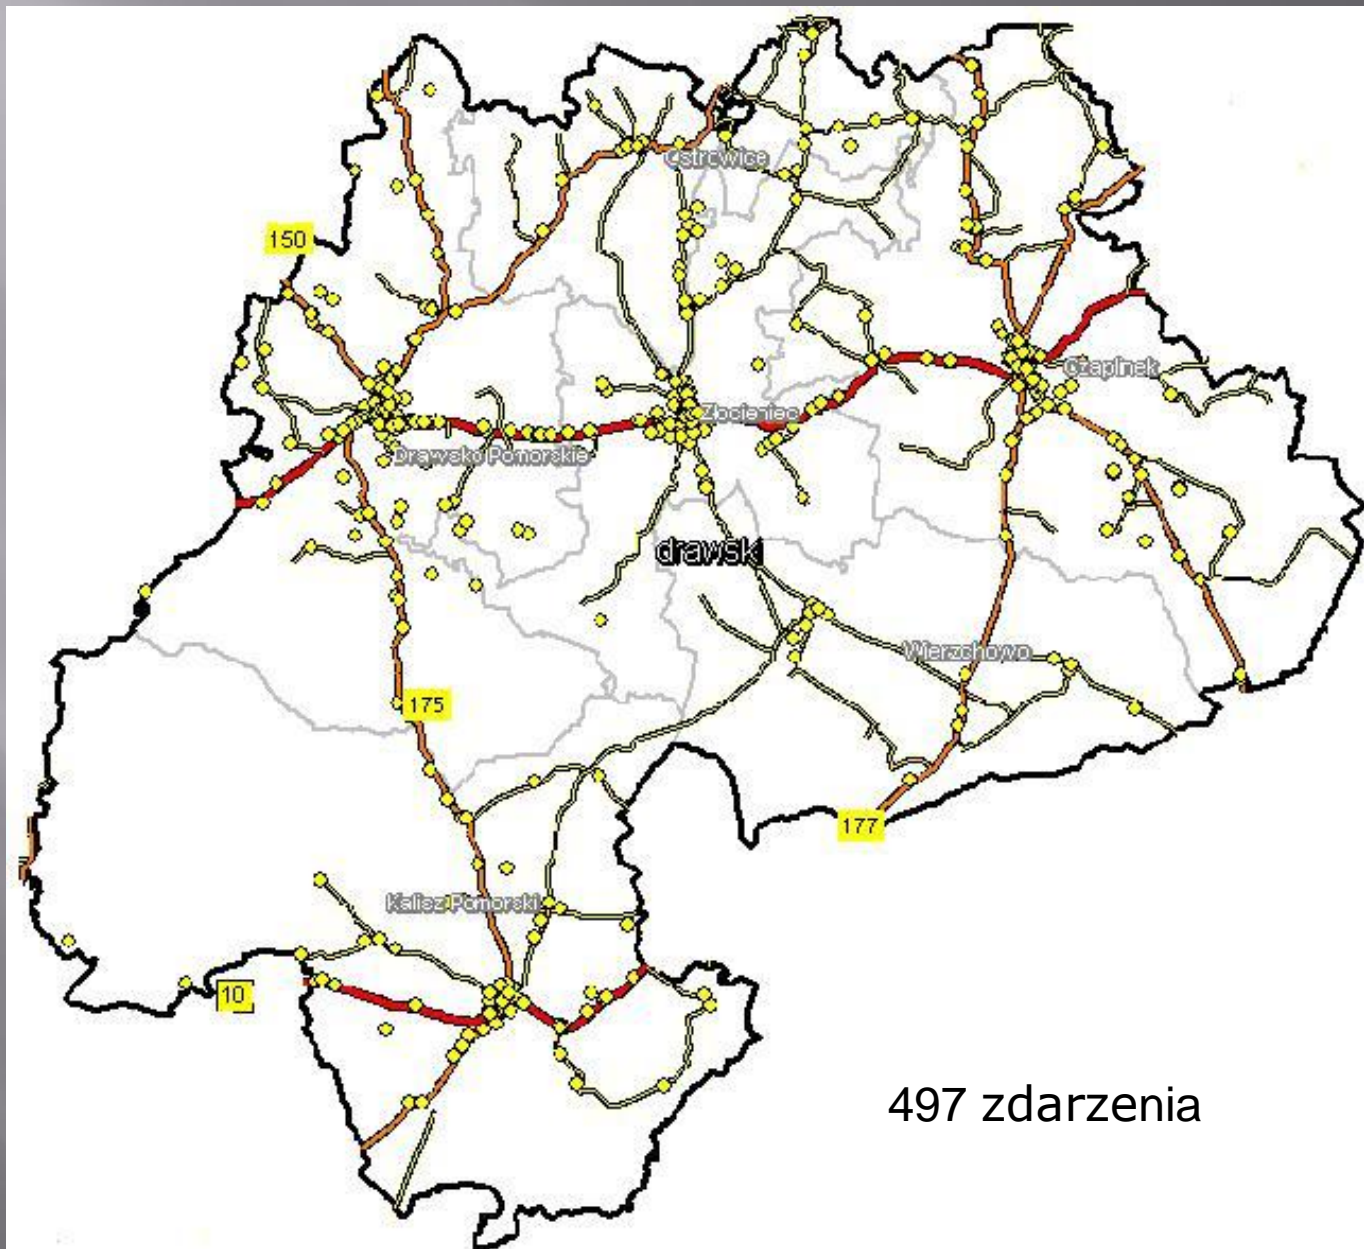 Ostrowice
150
Czaplinek
Złocieniec
Drawsko Pomorskie
drawski
Wierzchowo
175
177
Kalisz Pomorski
10
497 zdarzenia